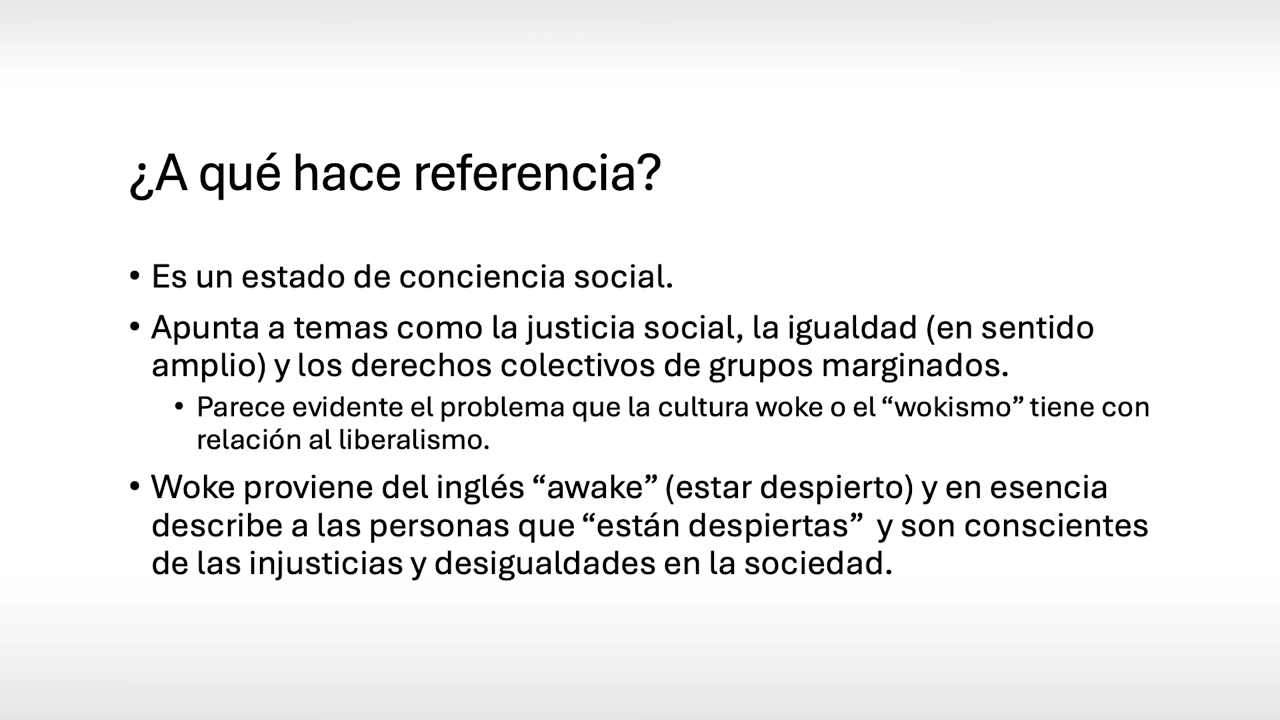 ¿A qué hace referencia?
• Es un estado de conciencia social.
• Apunta a temas como la justicia social, la igualdad (en sentido
amplio) y los derechos colectivos de grupos marginados.
• Parece evidente el problema que la cultura woke o el “wokismo” tiene con
relación al liberalismo.
• Woke proviene del inglés “awake” (estar despierto) y en esencia
describe a las personas que “están despiertas”  y son conscientes
de las injusticias y desigualdades en la sociedad.